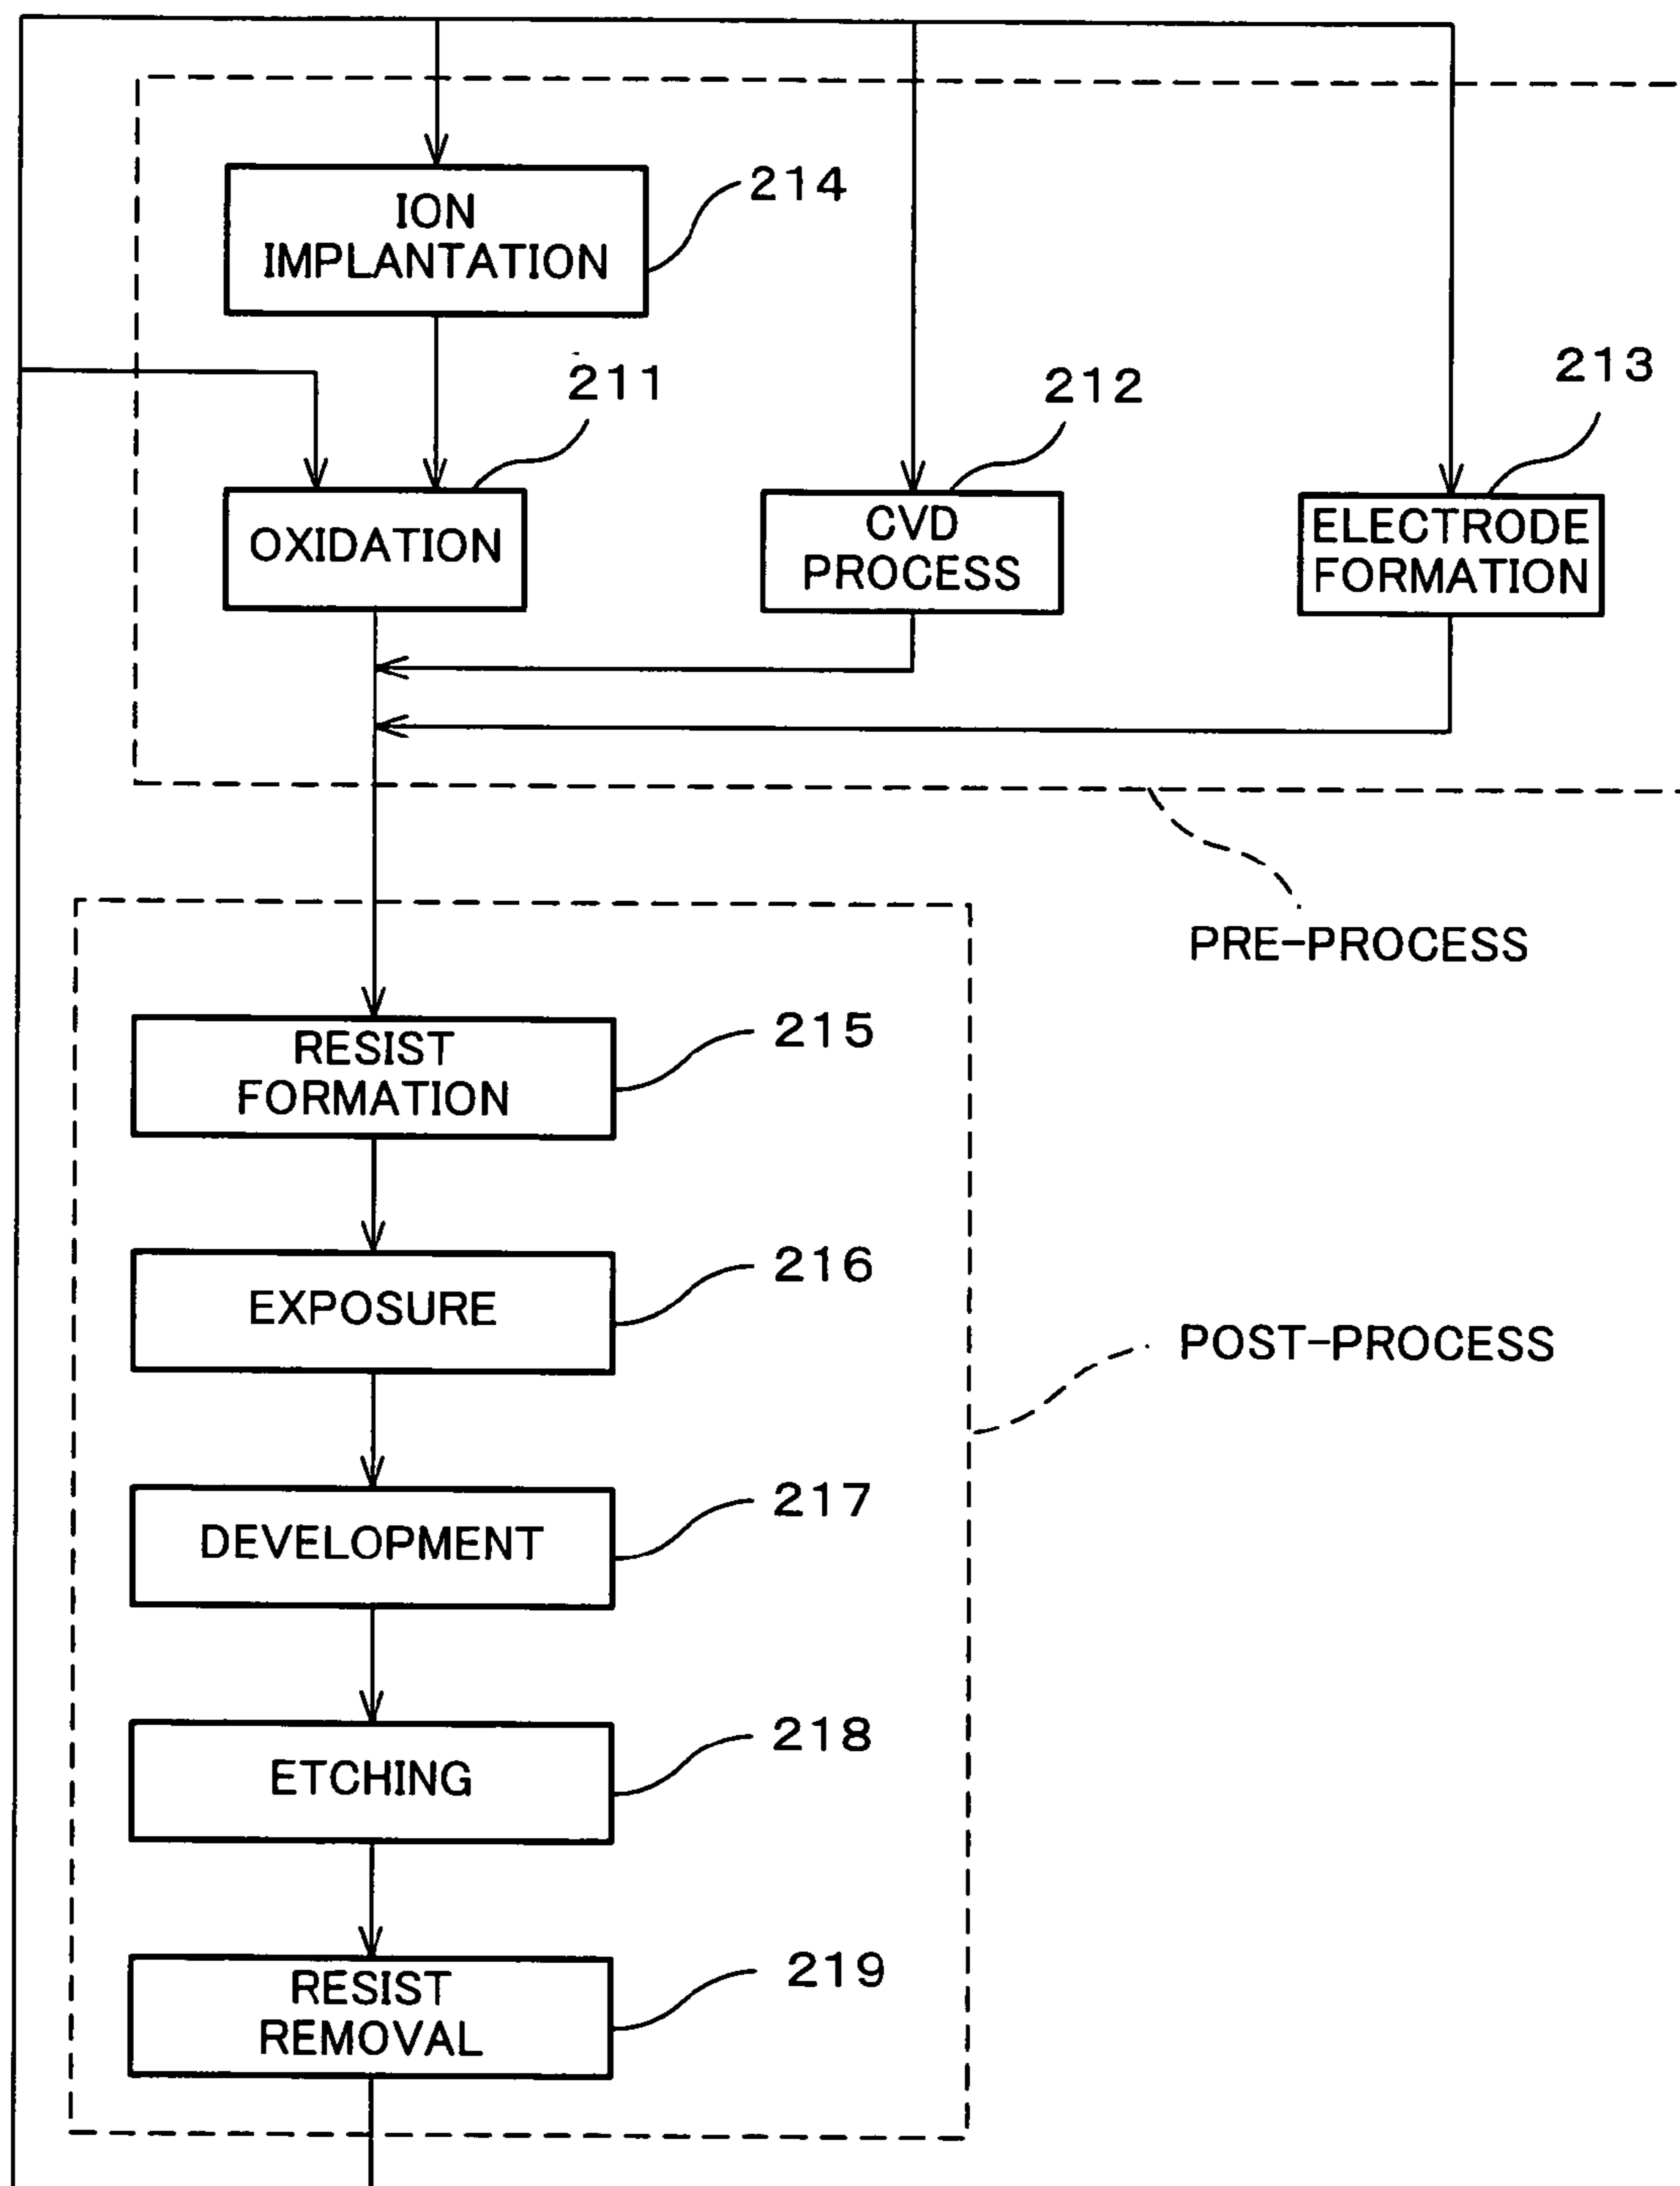 214
ION
IMPLANTATION
211
212
213
OXIDATION
CVD
PROCESS
ELECTRODE
FORMATION
PRE-PROCESS
RESIST
FORMATION
215
EXPOSURE
216
POST-PROCESS
DEVELOPMENT
217
ETCHING
218
RESIST
REMOVAL
219